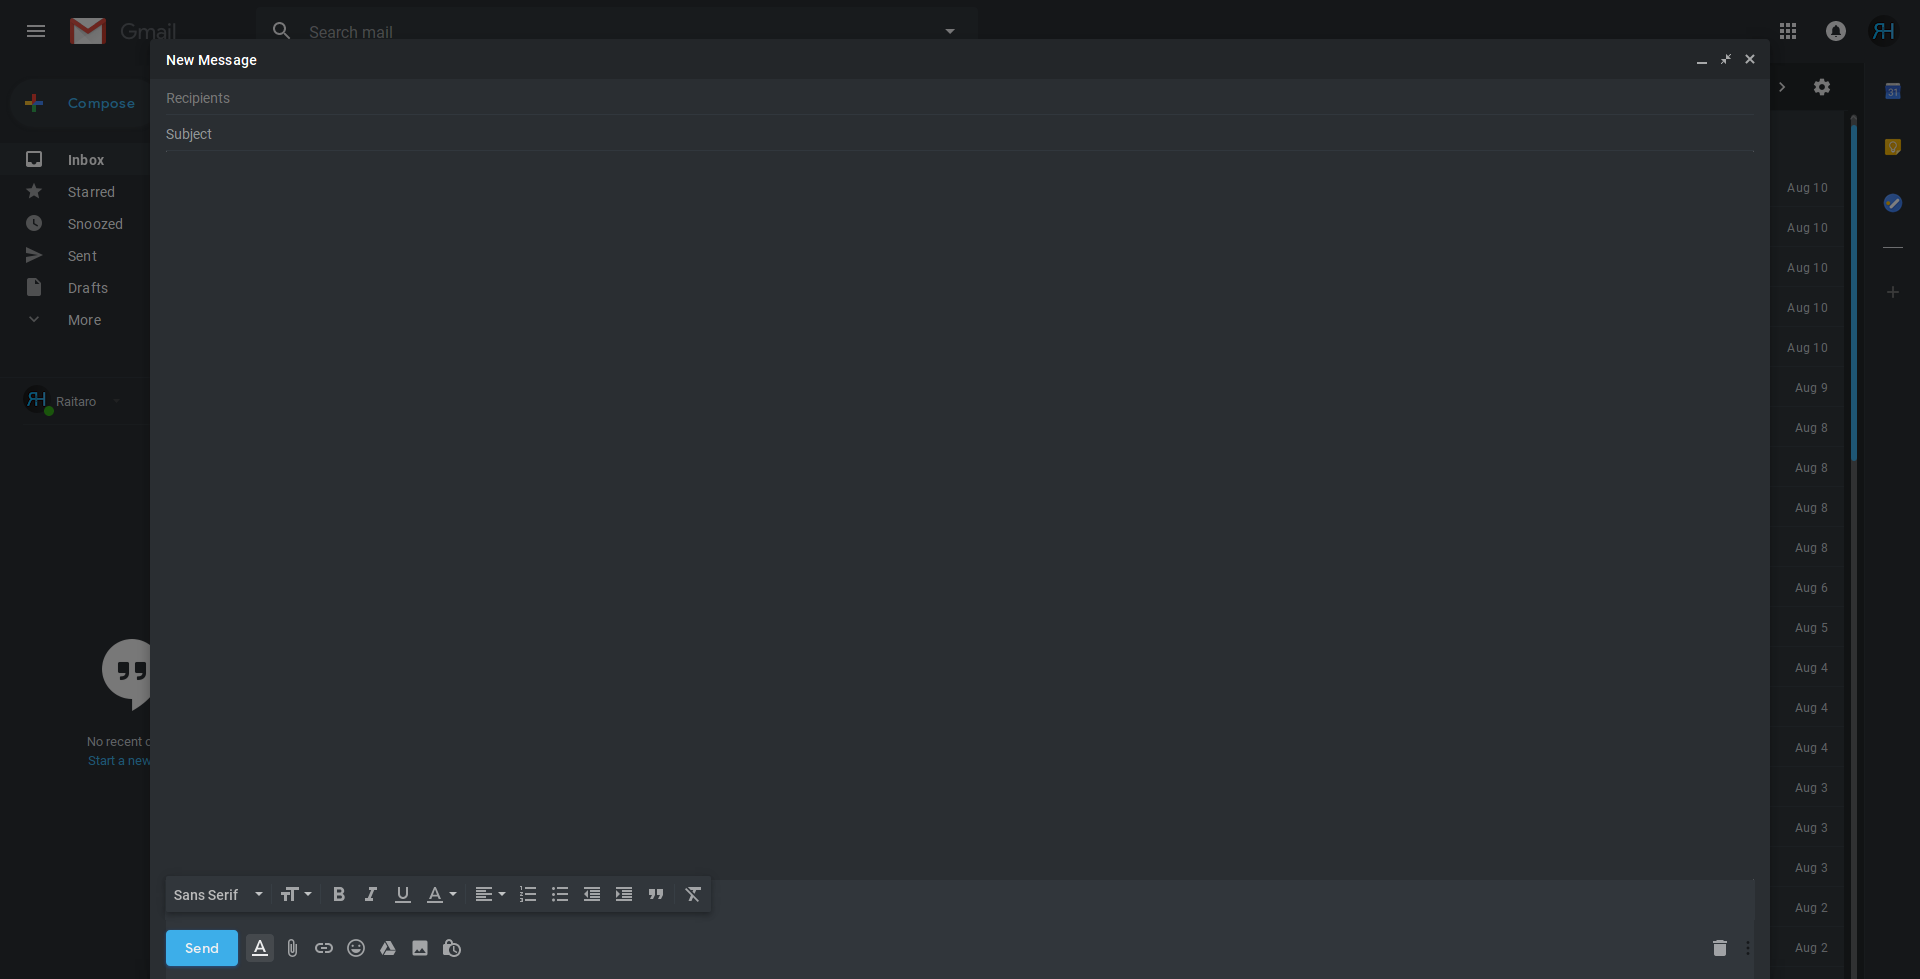 Gmail
Search mail
New Message
Recipients
Subject
Compose
Inbox
Starred
Snoozed
Sent
Drafts
More
ЯH Raitaro
No recent
Start a new
ЯH
31
Aug 10
Aug 10
Aug 10
Aug 10
Aug 10
Aug 9
Aug 8
Aug 8
Aug 8
Aug 8
Aug 6
Aug 5
Aug 4
Aug 4
Aug 4
Aug 3
Aug 3
Aug 3
Aug 2
Aug 2
Sans Serif
Send